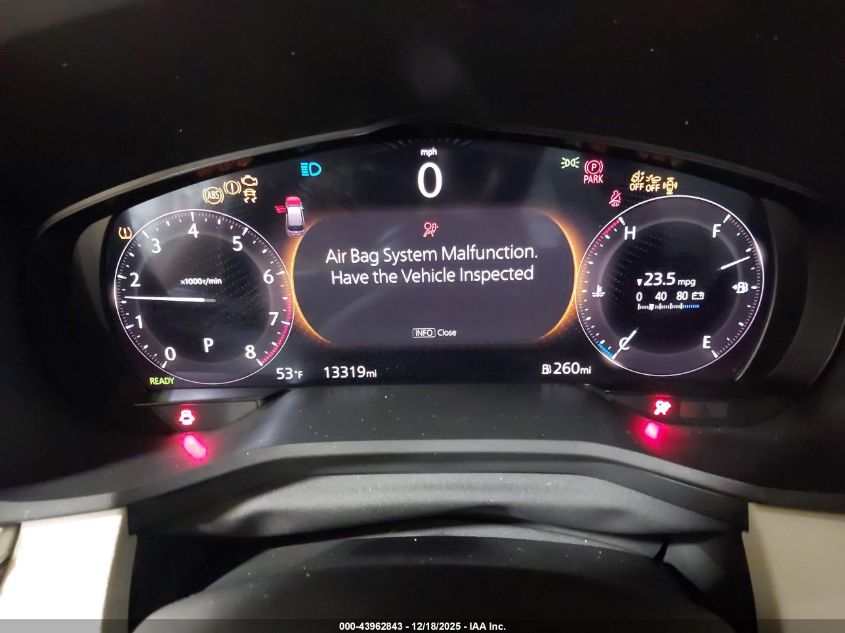 mph
0
ABS
PARK
OFF OFF
Air Bag System Malfunction.
Have the Vehicle Inspected
INFO Close
0
1
2
3
4
5
6
7
8
x1000r/min
P
READY
53°F
13319mi
260mi
H
C
F
E
23.5 mpg
0 40 80
000-43962843 - 12/18/2025 - IAA Inc.